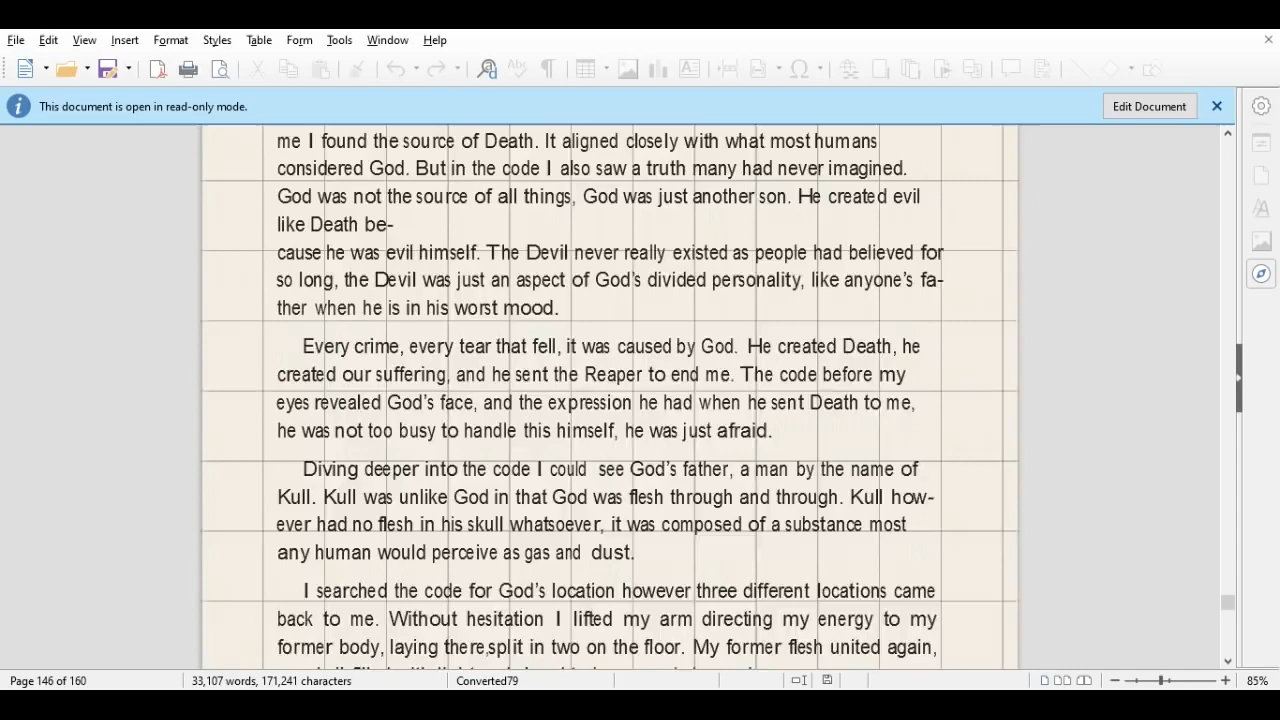 File Edit View Insert Format Styles Table Form Tools Window Help
This document is open in read-only mode. Edit Document
me I found the source of Death. It aligned closely with what most humans
considered God. But in the code I also saw a truth many had never imagined.
God was not the source of all things, God was just another son. He created evil
like Death be-
cause he was evil himself. The Devil never really existed as people had believed for
so long, the Devil was just an aspect of God's divided personality, like anyone's fa-
ther when he is in his worst mood.
Every crime, every tear that fell, it was caused by God. He created Death, he
created our suffering, and he sent the Reaper to end me. The code before my
eyes revealed God's face, and the expression he had when he sent Death to me,
he was not too busy to handle this himself, he was just afraid.
Diving deeper into the code I could see God's father, a man by the name of
Kull. Kull was unlike God in that God was flesh through and through. Kull how-
ever had no flesh in his skull whatsoever, it was composed of a substance most
any human would perceive as gas and dust.
I searched the code for God's location however three different locations came
back to me. Without hesitation I lifted my arm directing my energy to my
former body, laying there,split in two on the floor. My former flesh united again,
Page 146 of 160 33,107 words, 171,241 characters Converted79 85%